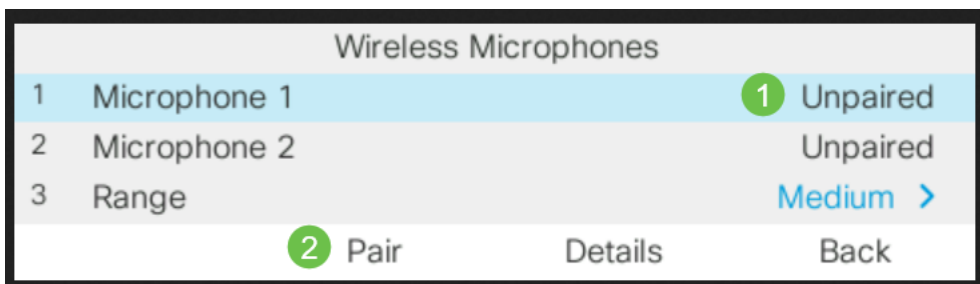 Wireless Microphones
1 Microphone 1 1 Unpaired
2 Microphone 2 Unpaired
3 Range Medium >
2 Pair Details Back